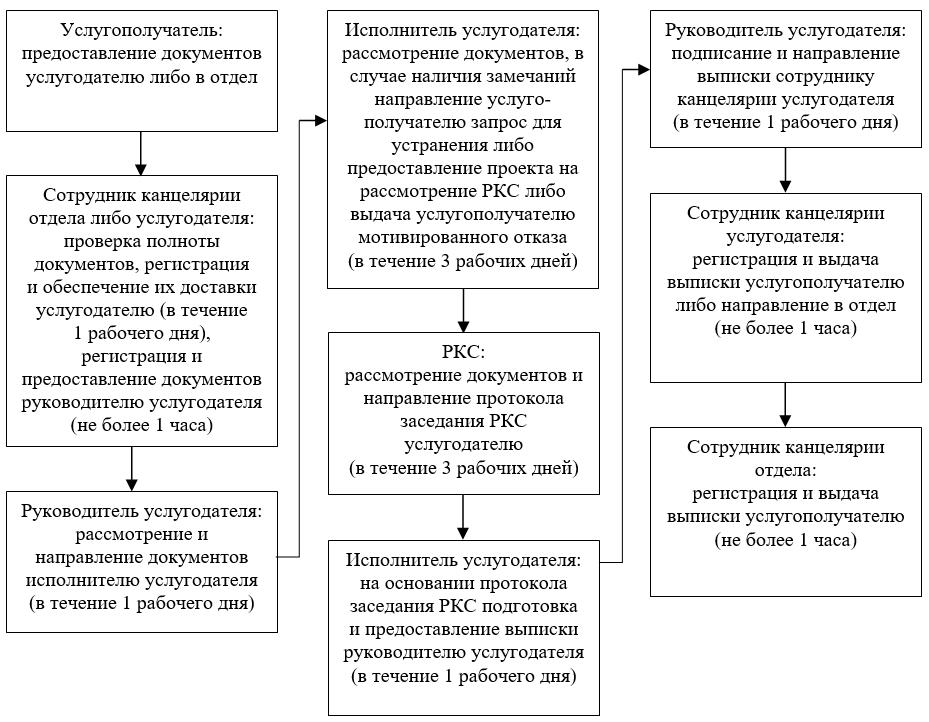 Услугополучатель:
предоставление документов
услугодателю либо в отдел
Сотрудник канцелярии
отдела либо услугодателя:
проверка полноты
документов, регистрация
и обеспечение их доставки
услугодателю (в течение
1 рабочего дня),
регистрация и
предоставление документов
руководителю услугодателя
(не более 1 часа)
Руководитель услугодателя:
рассмотрение и
направление документов
исполнителю услугодателя
(в течение 1 рабочего дня)
Исполнитель услугодателя:
рассмотрение документов, в
случае наличия замечаний
направление услуго-
получателю запрос для
устранения либо
предоставление проекта на
рассмотрение РКС либо
выдача услугополучателю
мотивированного отказа
(в течение 3 рабочих дней)
РКС:
рассмотрение документов и
направление протокола
заседания РКС
услугодателю
(в течение 3 рабочих дней)
Исполнитель услугодателя:
на основании протокола
заседания РКС подготовка
и предоставление выписки
руководителю услугодателя
(в течение 1 рабочего дня)
Руководитель услугодателя:
подписание и направление
выписки сотруднику
канцелярии услугодателя
(в течение 1 рабочего дня)
Сотрудник канцелярии
услугодателя:
регистрация и выдача
выписки услугополучателю
либо направление в отдел
(не более 1 часа)
Сотрудник канцелярии
отдела:
регистрация и выдача
выписки услугополучателю
(не более 1 часа)